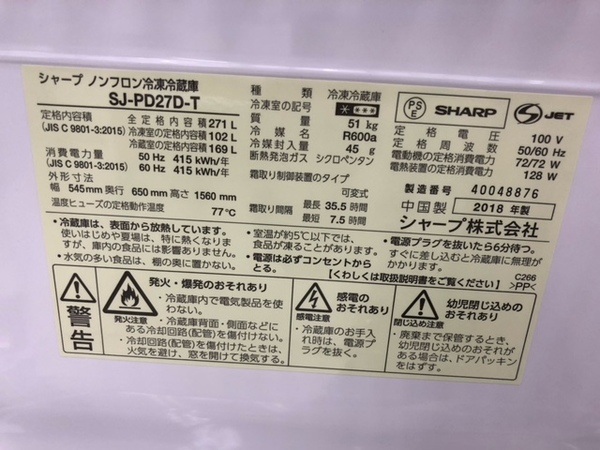 シャープ ノンフロン冷凍冷蔵庫
SJ-PD27D-T
定格内容積 全定格内容積 271 L
(JIS C 9801-3:2015) 冷凍室の定格内容積 102 L
冷蔵室の定格内容積 169 L
消費電力量 50 Hz 415 kWh/年
(JIS C 9801-3:2015) 60 Hz 415 kWh/年
外形寸法
幅 545mm 奥行 650 mm 高さ 1560 mm
温度ヒューズの定格動作温度 77℃
種類 冷凍冷蔵庫
冷凍室の記号 * ***
質量 51 kg
冷媒名 R600a
冷媒封入量 45 g
断熱発泡ガス シクロペンタン
霜取り制御装置のタイプ
可変式
霜取り間隔 最長 35.5 時間
最短 7.5 時間
PSE SHARP S JET
定格電圧 100 V
定格周波数 50/60 Hz
電動機の定格消費電力 72/72 W
電熱装置の定格消費電力 128 W
製造番号 40048876
中国製 2018 年製
シャープ株式会社
・冷蔵庫は、表面から放熱しています。
使いはじめや夏場は、特に熱くなりま
すが、庫内の食品には影響ありません。
・水気の多い食品は、棚の奥に置かない。
・室温が約5℃以下では、
食品が凍ることがあります。
・電源は必ずコンセントから
とる。
・電源プラグを抜いたら6分待つ。
すぐに差し込むと冷蔵庫に無理が
かかります。
【くわしくは取扱説明書をご覧ください】
C266
>PP<
警告
発火注意
発火・爆発のおそれあり
・冷蔵庫内で電気製品を使
わない。
・冷蔵庫背面・側面などに
ある冷却回路(配管)を傷付けない。
・冷却回路(配管)を傷付けたときは、
火気を避け、窓を開けて換気する。
感電注意
感電の
おそれあり
・冷蔵庫のお手入
れ時は、電源プ
ラグを抜く。
閉じ込め注意
幼児閉じ込めの
おそれあり
・廃棄まで保管するとき、
幼児閉じ込めのおそれが
ある場合は、ドアパッキン
をはずす。